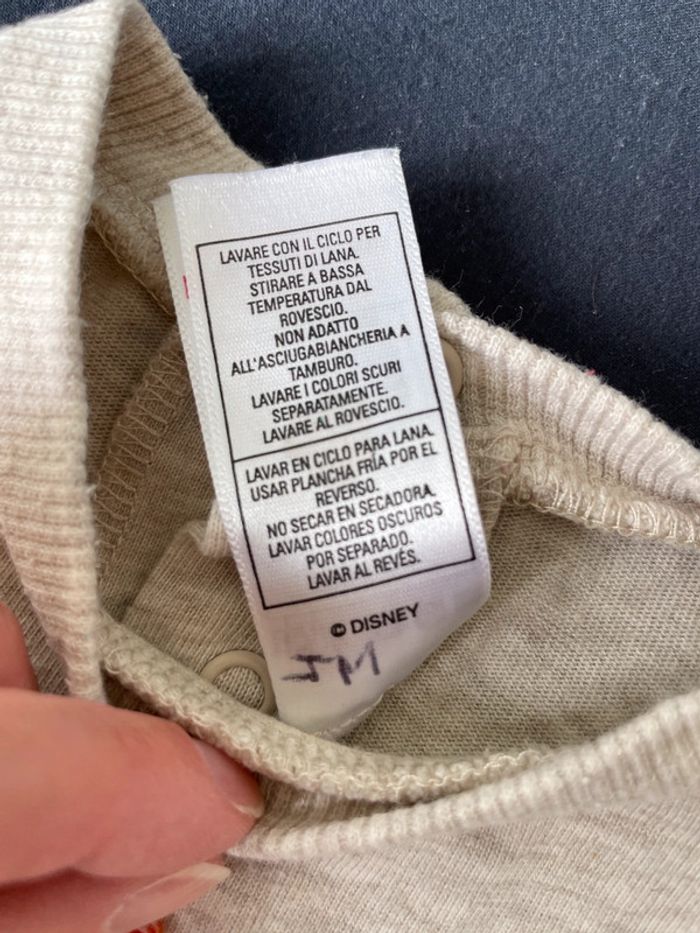 LAVARE CON IL CICLO PER
TESSUTI DI LANA.
STIRARE A BASSA
TEMPERATURA DAL
ROVESCIO.
NON ADATTO
ALL'ASCIUGABIANCHERIA A
TAMBURO.
LAVARE I COLORI SCURI
SEPARATAMENTE.
LAVARE AL ROVESCIO.
LAVAR EN CICLO PARA LANA.
USAR PLANCHA FRÍA POR EL
REVERSO.
NO SECAR EN SECADORA.
LAVAR COLORES OSCUROS
POR SEPARADO.
LAVAR AL REVÉS.
© DISNEY
JM